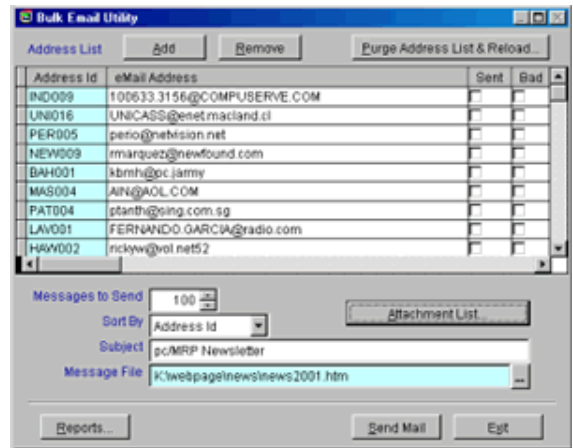 Bulk Email Utility
Address List Add Remove Purge Address List & Reload...
Address Id eMail Address Sent Bad
IND009 100633.3156@COMPUSERVE.COM
UNI016 UNICASS@enet.macland.cl
PER005 perio@netvision.net
NEW009 rmarquez@newfound.com
BAH001 kbmh@pc.jarmy
MAS004 AIN@AOL.COM
PAT004 ptanth@sing.com.sg
LAV001 FERNANDO.GARCIA@radio.com
HAW002 rickyw@vol.net52
Messages to Send 100
Attachment List...
Sort By Address Id
Subject pc/MRP Newsletter
Message File K:\webpage\news\news2001.htm ...
Reports... Send Mail Exit